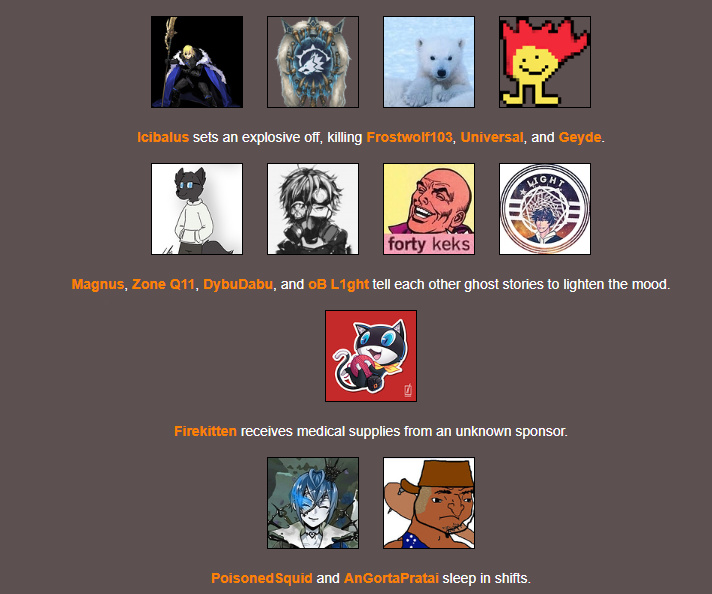 Icibalus sets an explosive off, killing Frostwolf103, Universal, and Geyde.
forty keks
LIGHT
Magnus, Zone Q11, DybuDabu, and oB L1ght tell each other ghost stories to lighten the mood.
Firekitten receives medical supplies from an unknown sponsor.
PoisonedSquid and AnGortaPratai sleep in shifts.